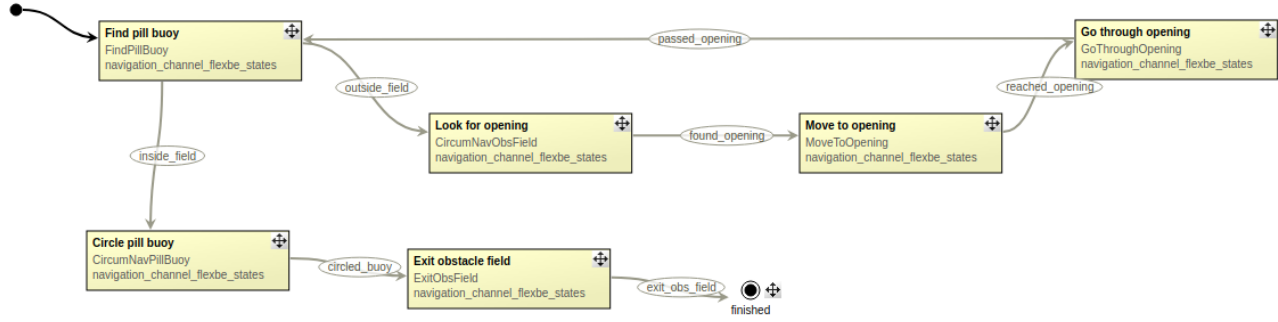 Find pill buoy
FindPillBuoy
navigation_channel_flexbe_states
passed_opening
Go through opening
GoThroughOpening
navigation_channel_flexbe_states
outside_field
reached_opening
Look for opening
CircumNavObsField
navigation_channel_flexbe_states
found_opening
Move to opening
MoveToOpening
navigation_channel_flexbe_states
inside_field
Circle pill buoy
CircumNavPillBuoy
navigation_channel_flexbe_states
circled_buoy
Exit obstacle field
ExitObsField
navigation_channel_flexbe_states
exit_obs_field
finished